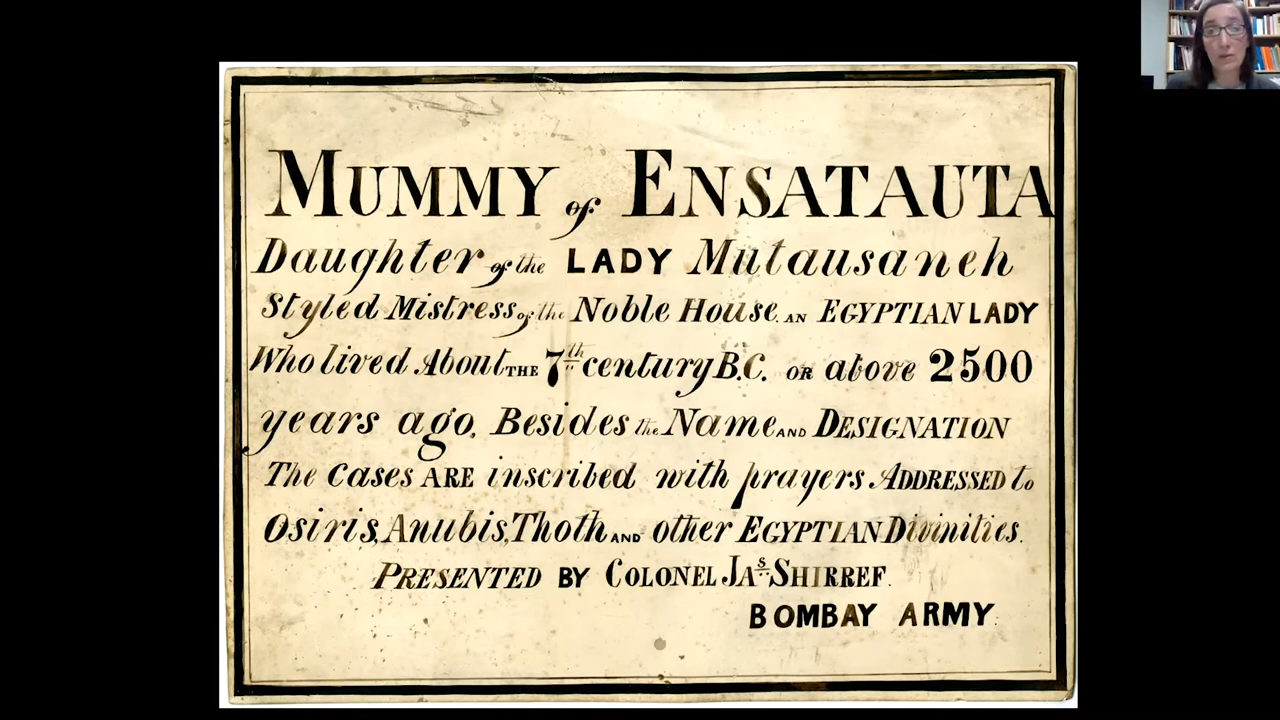 MUMMY of ENSATAUTA
Daughter of the LADY Mutausaneh
Styled Mistress of the NOBLE HOUSE. AN EGYPTIAN LADY
Who lived About THE 7th century B.C. OR above 2500
years ago. Besides the Name AND DESIGNATION
The cases ARE inscribed with prayers ADDRESSED to
Osiris, Anubis, Thoth AND other EGYPTIAN Divinities.
PRESENTED BY COLONEL JAs SHIRREF.
BOMBAY ARMY.